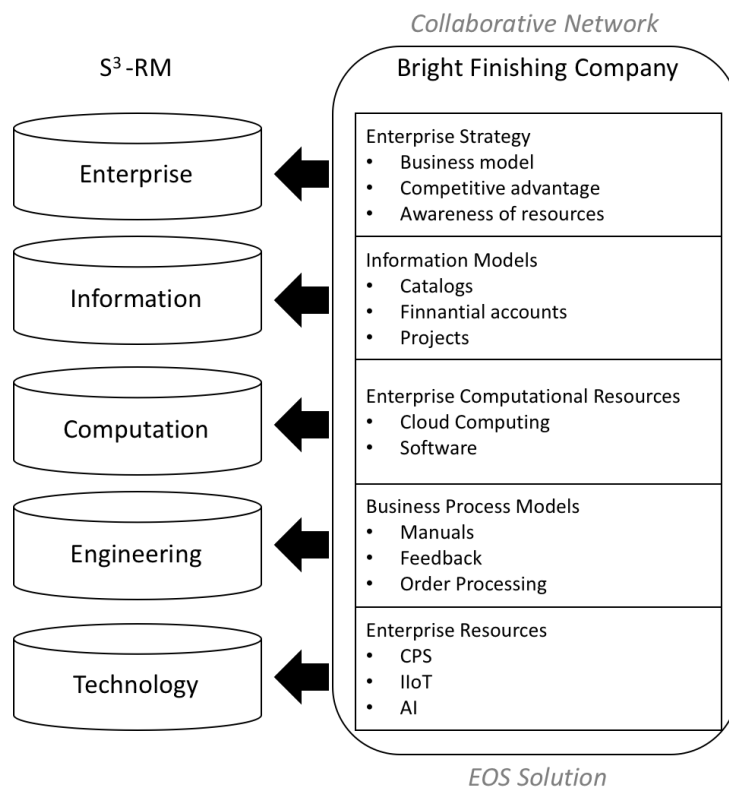 Collaborative Network
S³-RM
Bright Finishing Company
Enterprise
Enterprise Strategy
• Business model
• Competitive advantage
• Awareness of resources
Information
Information Models
• Catalogs
• Finnantial accounts
• Projects
Computation
Enterprise Computational Resources
• Cloud Computing
• Software
Engineering
Business Process Models
• Manuals
• Feedback
• Order Processing
Technology
Enterprise Resources
• CPS
• IIoT
• AI
EOS Solution